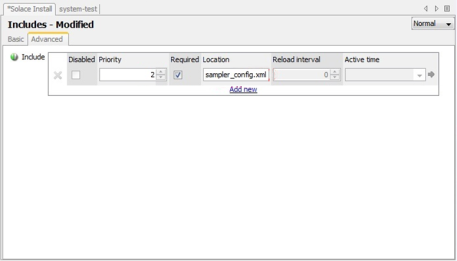 *Solace Install system-test
Includes - Modified
Normal
Basic Advanced
Include
Disabled Priority Required Location Reload interval Active time
2 sampler_config.xml 0
Add new